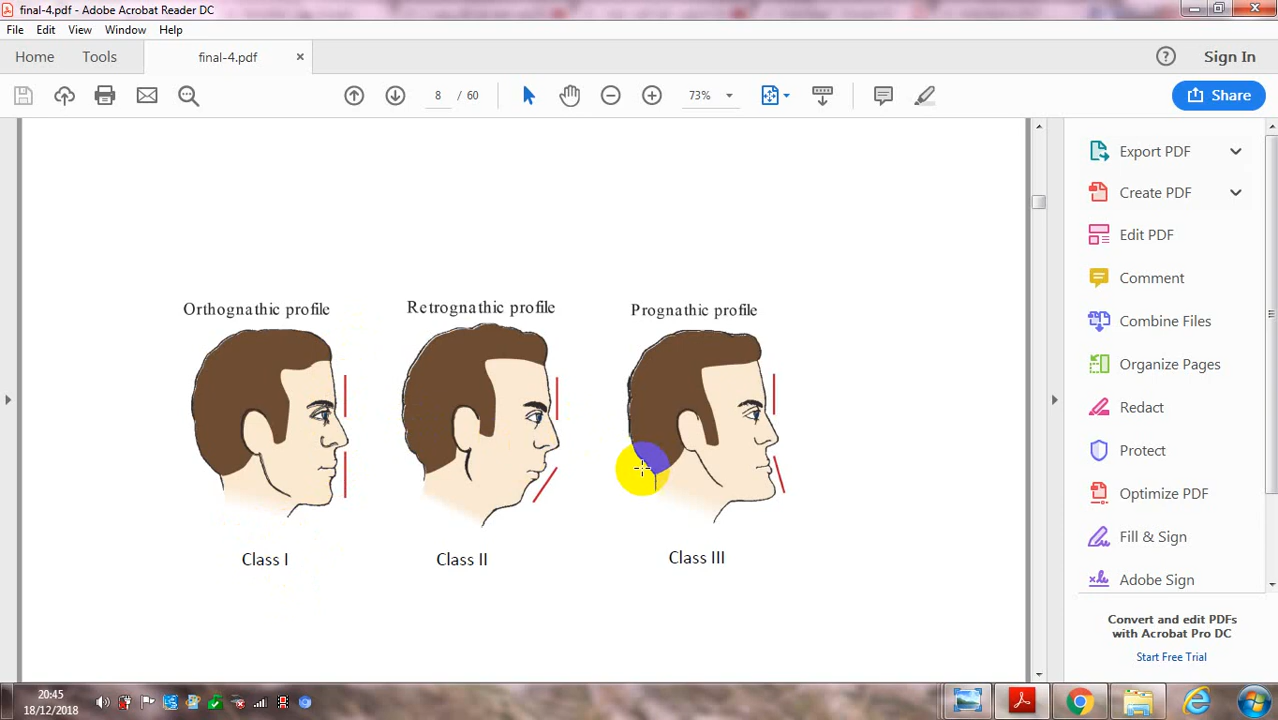 final-4.pdf - Adobe Acrobat Reader DC
File Edit View Window Help
Home Tools final-4.pdf × Sign In
8 / 60 73% Share
Export PDF
Create PDF
Edit PDF
Comment
Combine Files
Organize Pages
Redact
Protect
Optimize PDF
Fill & Sign
Adobe Sign
Convert and edit PDFs
with Acrobat Pro DC
Start Free Trial
Orthognathic profile Retrognathic profile Prognathic profile
Class I Class II Class III
20:45
18/12/2018